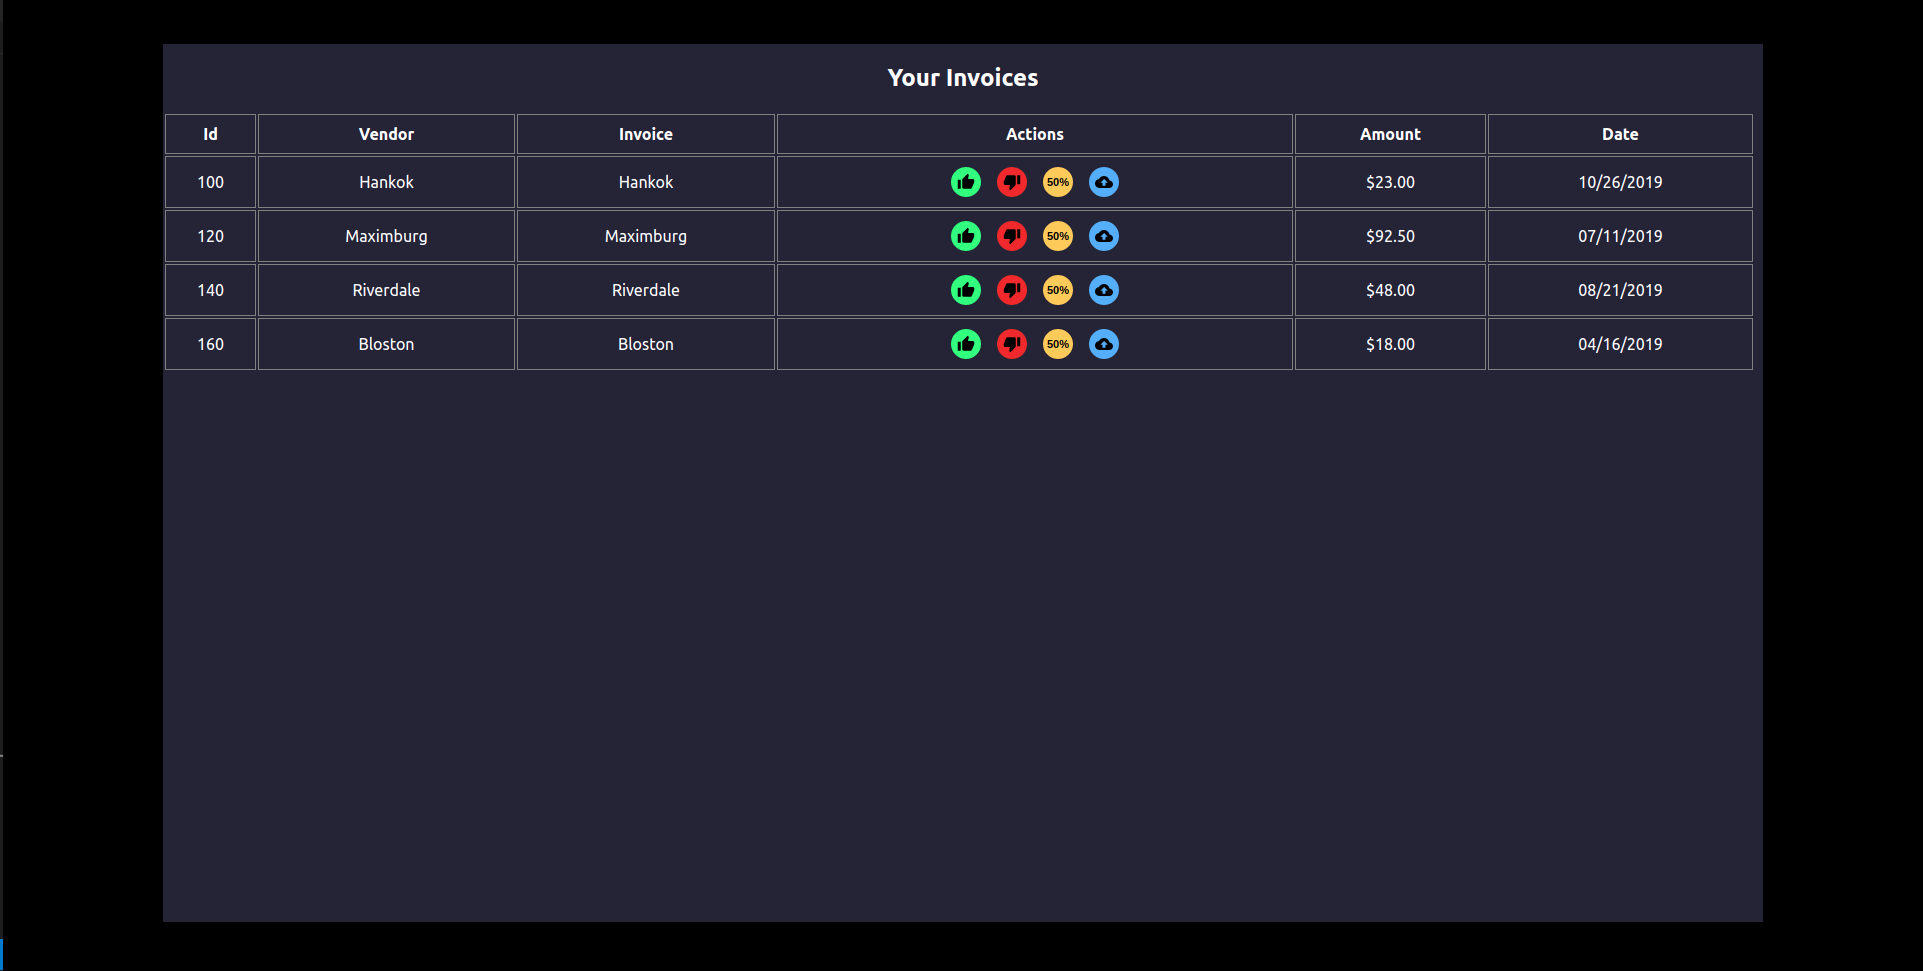 Your Invoices
Id Vendor Invoice Actions Amount Date
100 Hankok Hankok 50% $23.00 10/26/2019
120 Maximburg Maximburg 50% $92.50 07/11/2019
140 Riverdale Riverdale 50% $48.00 08/21/2019
160 Bloston Bloston 50% $18.00 04/16/2019